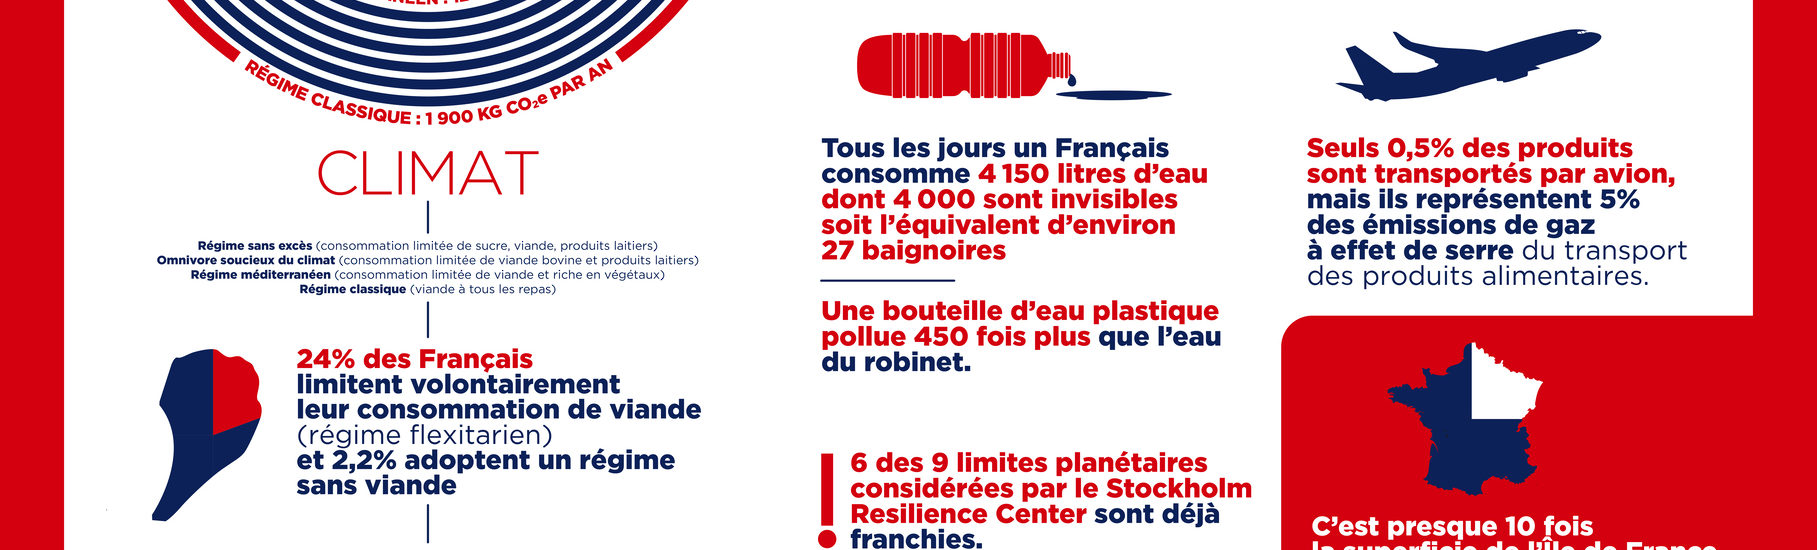 RÉGIME CLASSIQUE : 1 900 KG CO₂e PAR AN
CLIMAT
Régime sans excès (consommation limitée de sucre, viande, produits laitiers)
Omnivore soucieux du climat (consommation limitée de viande bovine et produits laitiers)
Régime méditerranéen (consommation limitée de viande et riche en végétaux)
Régime classique (viande à tous les repas)
24% des Français
limitent volontairement
leur consommation de viande
(régime flexitarien)
et 2,2% adoptent un régime
sans viande
Tous les jours un Français
consomme 4 150 litres d’eau
dont 4 000 sont invisibles
soit l’équivalent d’environ
27 baignoires
Une bouteille d’eau plastique
pollue 450 fois plus que l’eau
du robinet.
6 des 9 limites planétaires
considérées par le Stockholm
Resilience Center sont déjà
franchies.
Seuls 0,5% des produits
sont transportés par avion,
mais ils représentent 5%
des émissions de gaz
à effet de serre du transport
des produits alimentaires.
C’est presque 10 fois
la superficie de l’Île de France